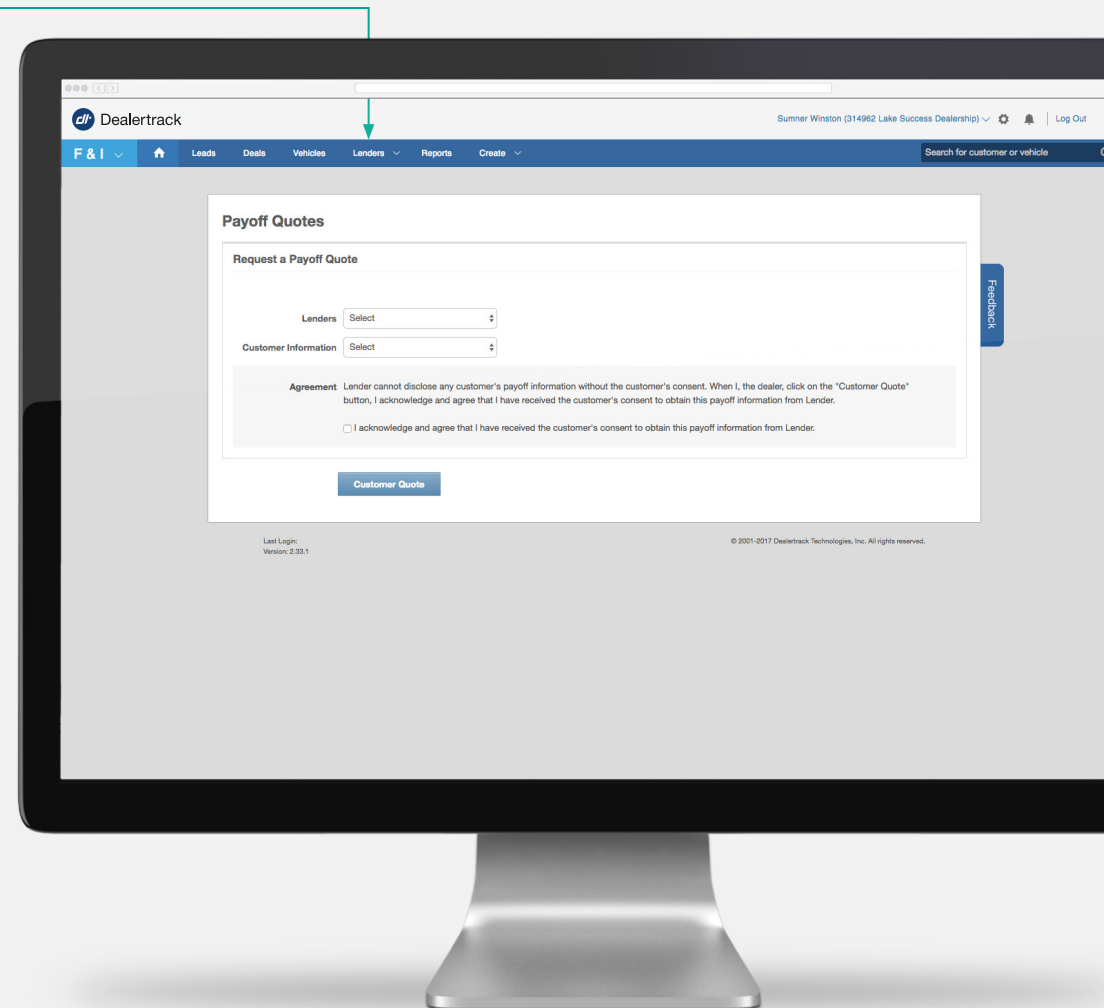 dt Dealertrack
Sumner Winston (314962 Lake Success Dealership)
Log Out
F & I
Leads
Deals
Vehicles
Lenders
Reports
Create
Search for customer or vehicle
Payoff Quotes
Request a Payoff Quote
Lenders Select
Customer Information Select
Agreement Lender cannot disclose any customer's payoff information without the customer's consent. When I, the dealer, click on the "Customer Quote"
button, I acknowledge and agree that I have received the customer's consent to obtain this payoff information from Lender.
I acknowledge and agree that I have received the customer's consent to obtain this payoff information from Lender.
Customer Quote
Feedback
Last Login:
Version: 2.33.1
© 2001-2017 Dealertrack Technologies, Inc. All rights reserved.